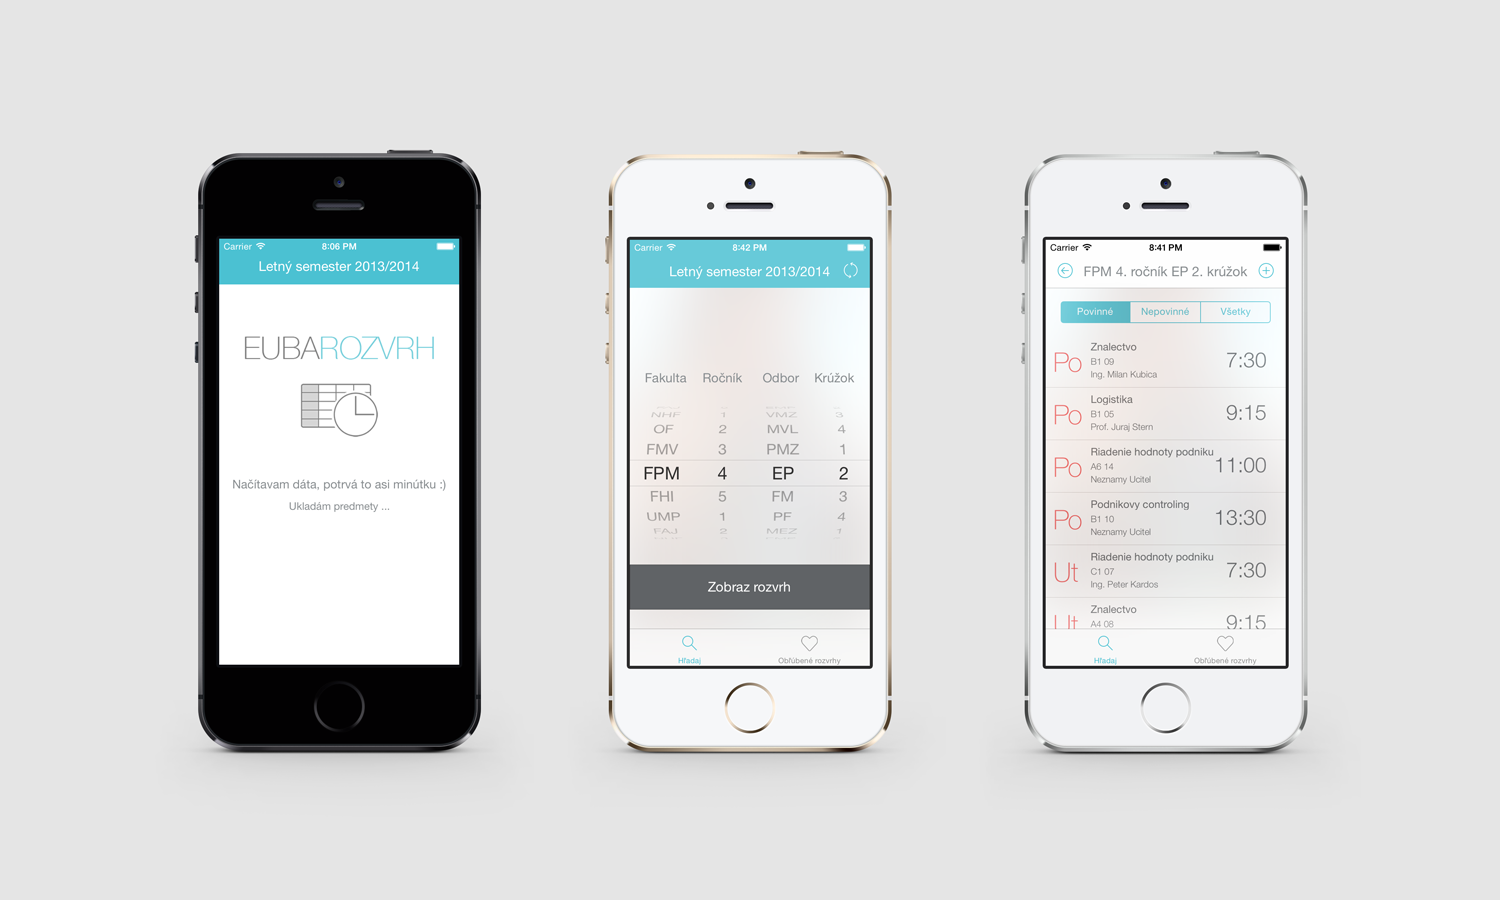 Carrier 8:06 PM
Letný semester 2013/2014
EUBAROZVRH
Načítavam dáta, potrvá to asi minútku :)
Ukladám predmety ...
Carrier 8:42 PM
Letný semester 2013/2014
Fakulta Ročník Odbor Krúžok
NHF 1 VMZ 3
OF 2 MVL 4
FMV 3 PMZ 1
FPM 4 EP 2
FHI 5 FM 3
UMP 1 PF 4
FAJ 2 MEZ 1
Zobraz rozvrh
Hľadaj Obľúbené rozvrhy
Carrier 8:41 PM
FPM 4. ročník EP 2. krúžok
Povinné Nepovinné Všetky
Znalectvo
Po B1 09 7:30
Ing. Milan Kubica
Logistika
Po B1 05 9:15
Prof. Juraj Stern
Riadenie hodnoty podniku
Po A6 14 11:00
Neznamy Ucitel
Podnikovy controling
Po B1 10 13:30
Neznamy Ucitel
Riadenie hodnoty podniku
Ut C1 07 7:30
Ing. Peter Kardos
Znalectvo
Ut A4 08 9:15
Hľadaj Obľúbené rozvrhy